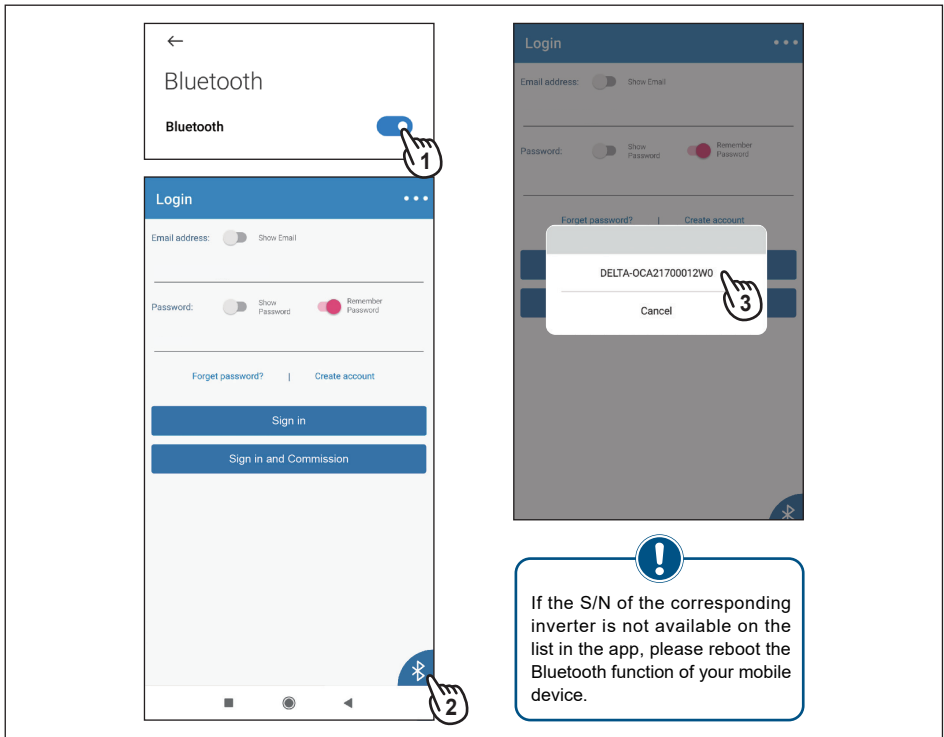 Bluetooth
Bluetooth
1
Login
Email address: Show Email
Password: Show Password Remember Password
Forget password? | Create account
Sign in
Sign in and Commission
2
Login
Email address: Show Email
Password: Show Password Remember Password
Forget password? | Create account
DELTA-OCA21700012W0
Cancel
3
If the S/N of the corresponding
inverter is not available on the
list in the app, please reboot the
Bluetooth function of your mobile
device.